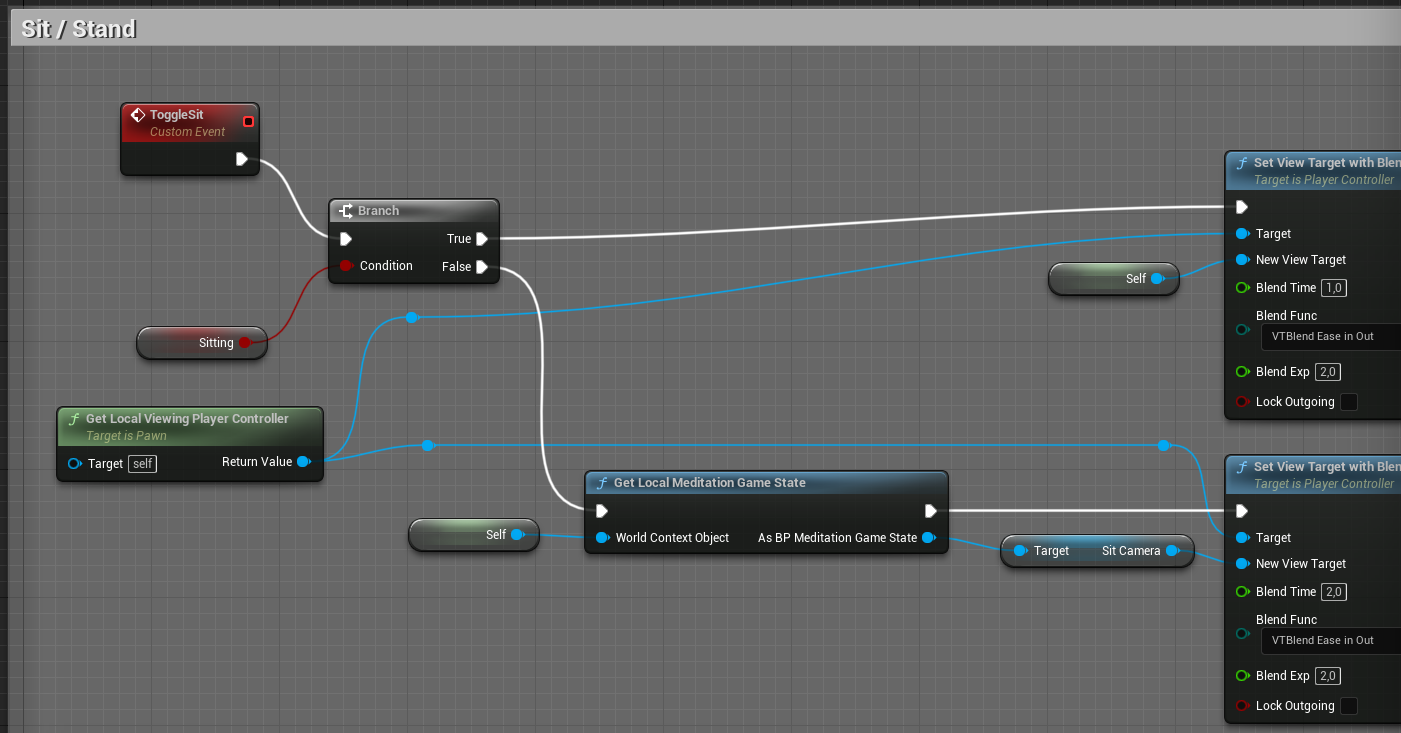 Sit / Stand
ToggleSit
Custom Event
Branch
True
Condition
False
Sitting
Get Local Viewing Player Controller
Target is Pawn
Target self
Return Value
Self
Get Local Meditation Game State
World Context Object
As BP Meditation Game State
Target
Sit Camera
Self
Set View Target with Blen
Target is Player Controller
Target
New View Target
Blend Time 1,0
Blend Func
VTBlend Ease in Out
Blend Exp 2,0
Lock Outgoing
Set View Target with Blen
Target is Player Controller
Target
New View Target
Blend Time 2,0
Blend Func
VTBlend Ease in Out
Blend Exp 2,0
Lock Outgoing